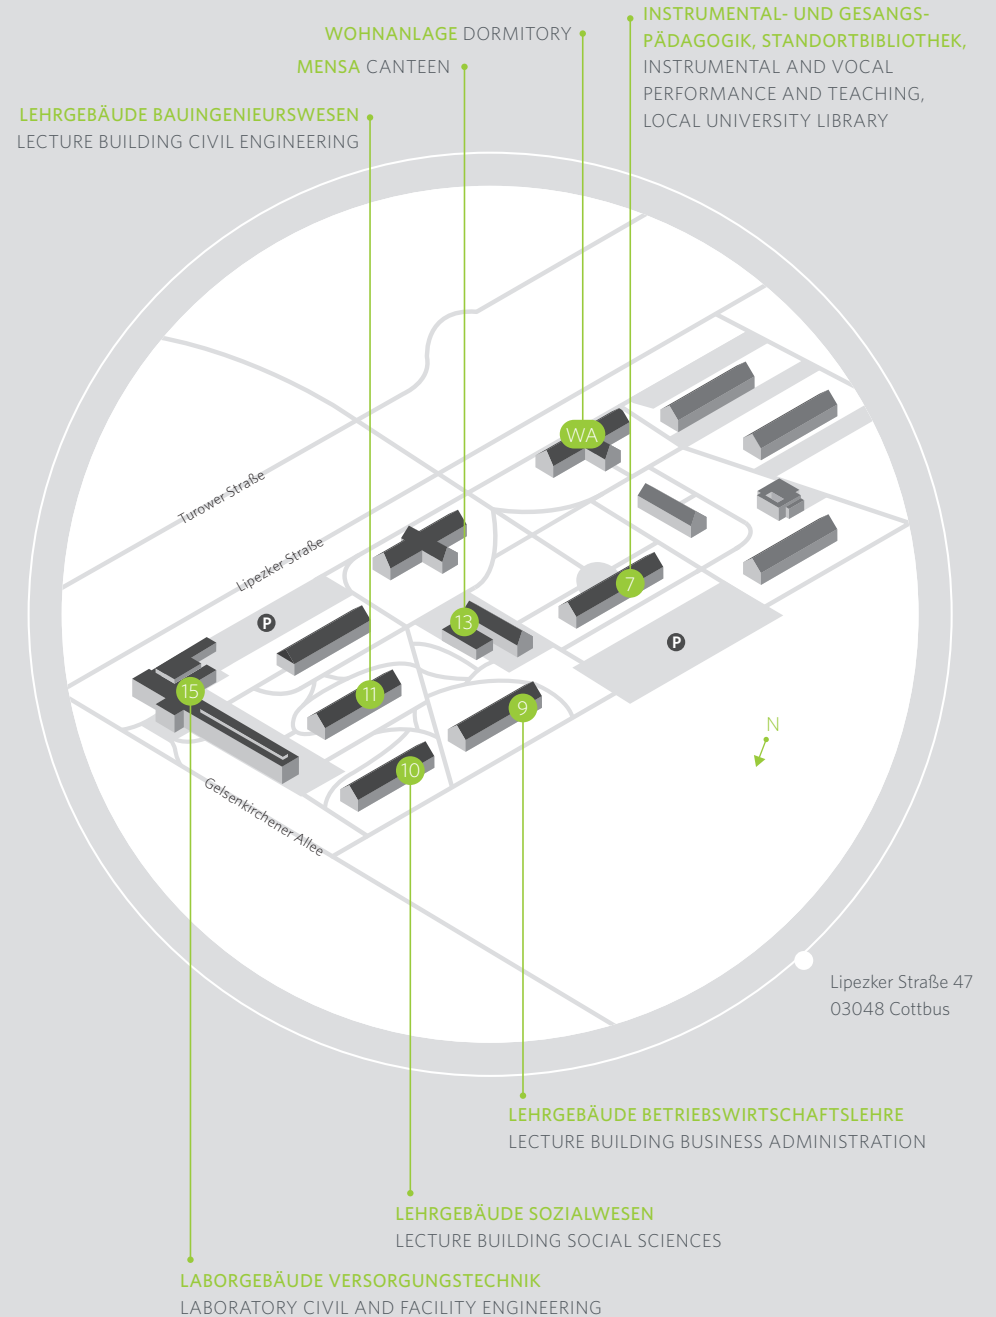 INSTRUMENTAL- UND GESANGS-
PÄDAGOGIK, STANDORTBIBLIOTHEK,
INSTRUMENTAL AND VOCAL
PERFORMANCE AND TEACHING,
LOCAL UNIVERSITY LIBRARY
WOHNANLAGE DORMITORY
MENSA CANTEEN
LEHRGEBÄUDE BAUINGENIEURSWESEN
LECTURE BUILDING CIVIL ENGINEERING
WA
Turower Straße
Lipezker Straße
7
P
13
P
15
11
9
N
10
Gelsenkirchener Allee
Lipezker Straße 47
03048 Cottbus
LEHRGEBÄUDE BETRIEBSWIRTSCHAFTSLEHRE
LECTURE BUILDING BUSINESS ADMINISTRATION
LEHRGEBÄUDE SOZIALWESEN
LECTURE BUILDING SOCIAL SCIENCES
LABORGEBÄUDE VERSORGUNGSTECHNIK
LABORATORY CIVIL AND FACILITY ENGINEERING